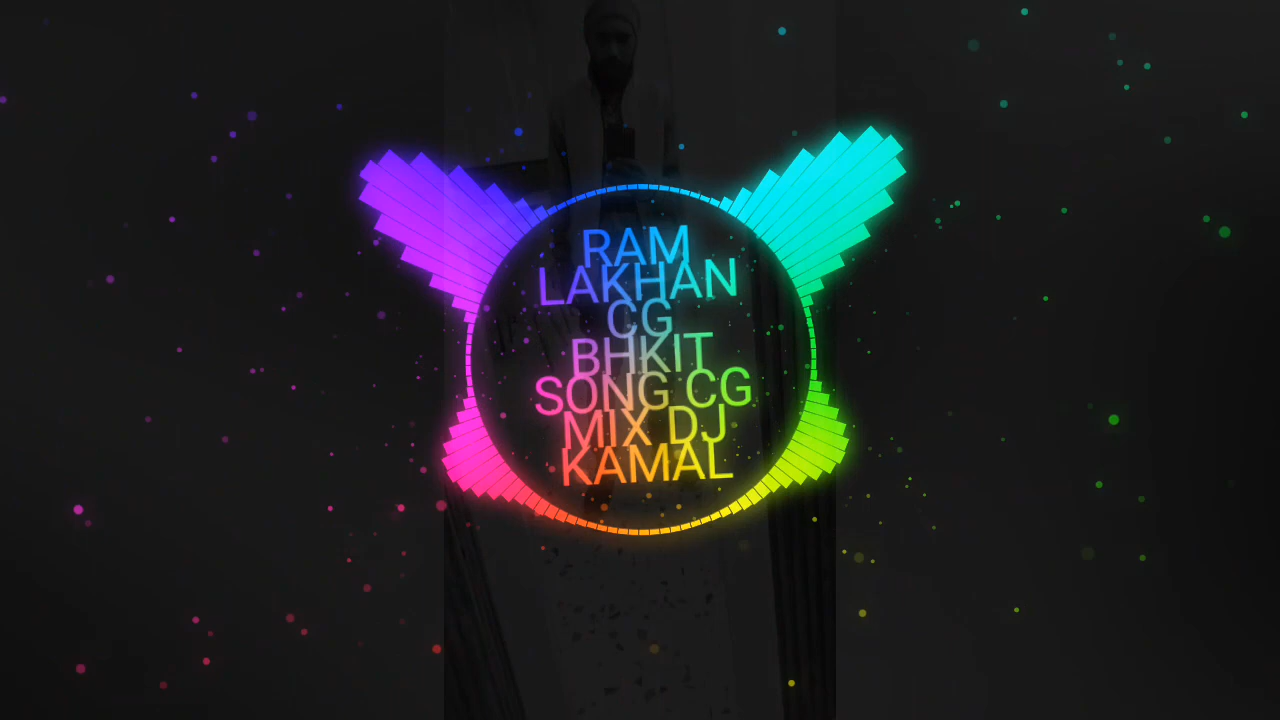 RAM
LAKHAN
CG
BHKIT
SONG CG
MIX DJ
KAMAL